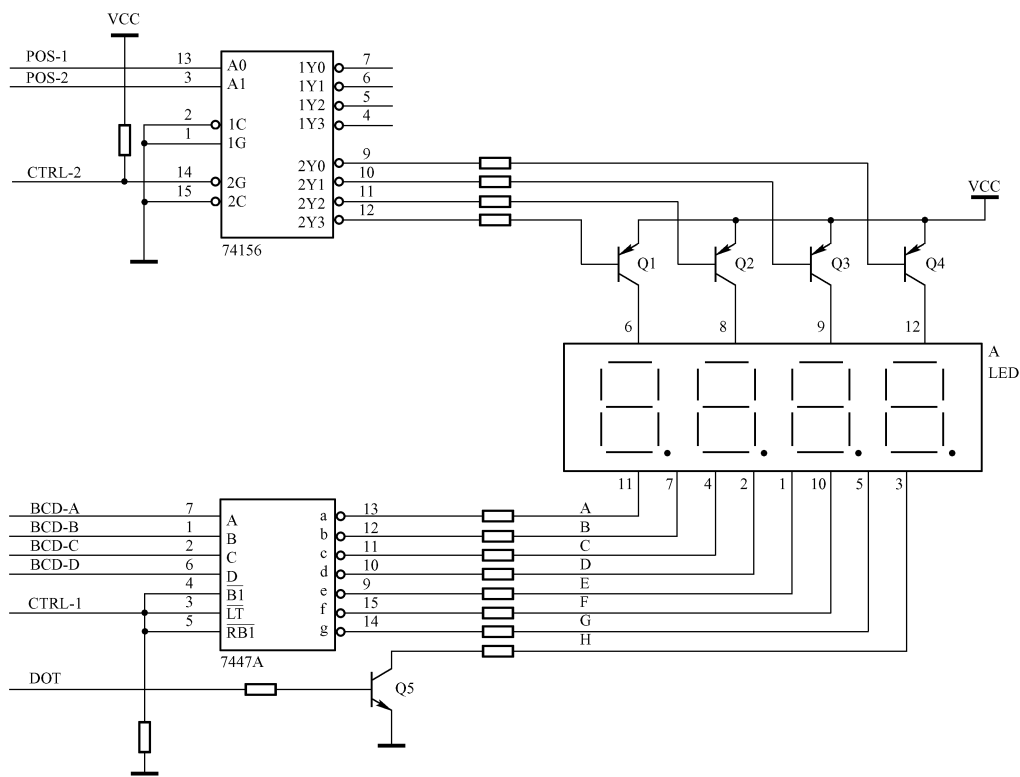 VCC
POS-1 13 A0 1Y0 7
POS-2 3 A1 1Y1 6
1Y2 5
2 1C 1Y3 4
1 1G
2Y0 9
CTRL-2 14 2G 2Y1 10
15 2C 2Y2 11
2Y3 12
VCC
74156
Q1 Q2 Q3 Q4
6 8 9 12
A
LED
11 7 4 2 1 10 5 3
BCD-A 7 A a 13 A
BCD-B 1 B b 12 B
BCD-C 2 C c 11 C
BCD-D 6 D d 10 D
4 B1 e 9 E
CTRL-1 3 LT f 15 F
5 RB1 g 14 G
H
7447A
DOT Q5